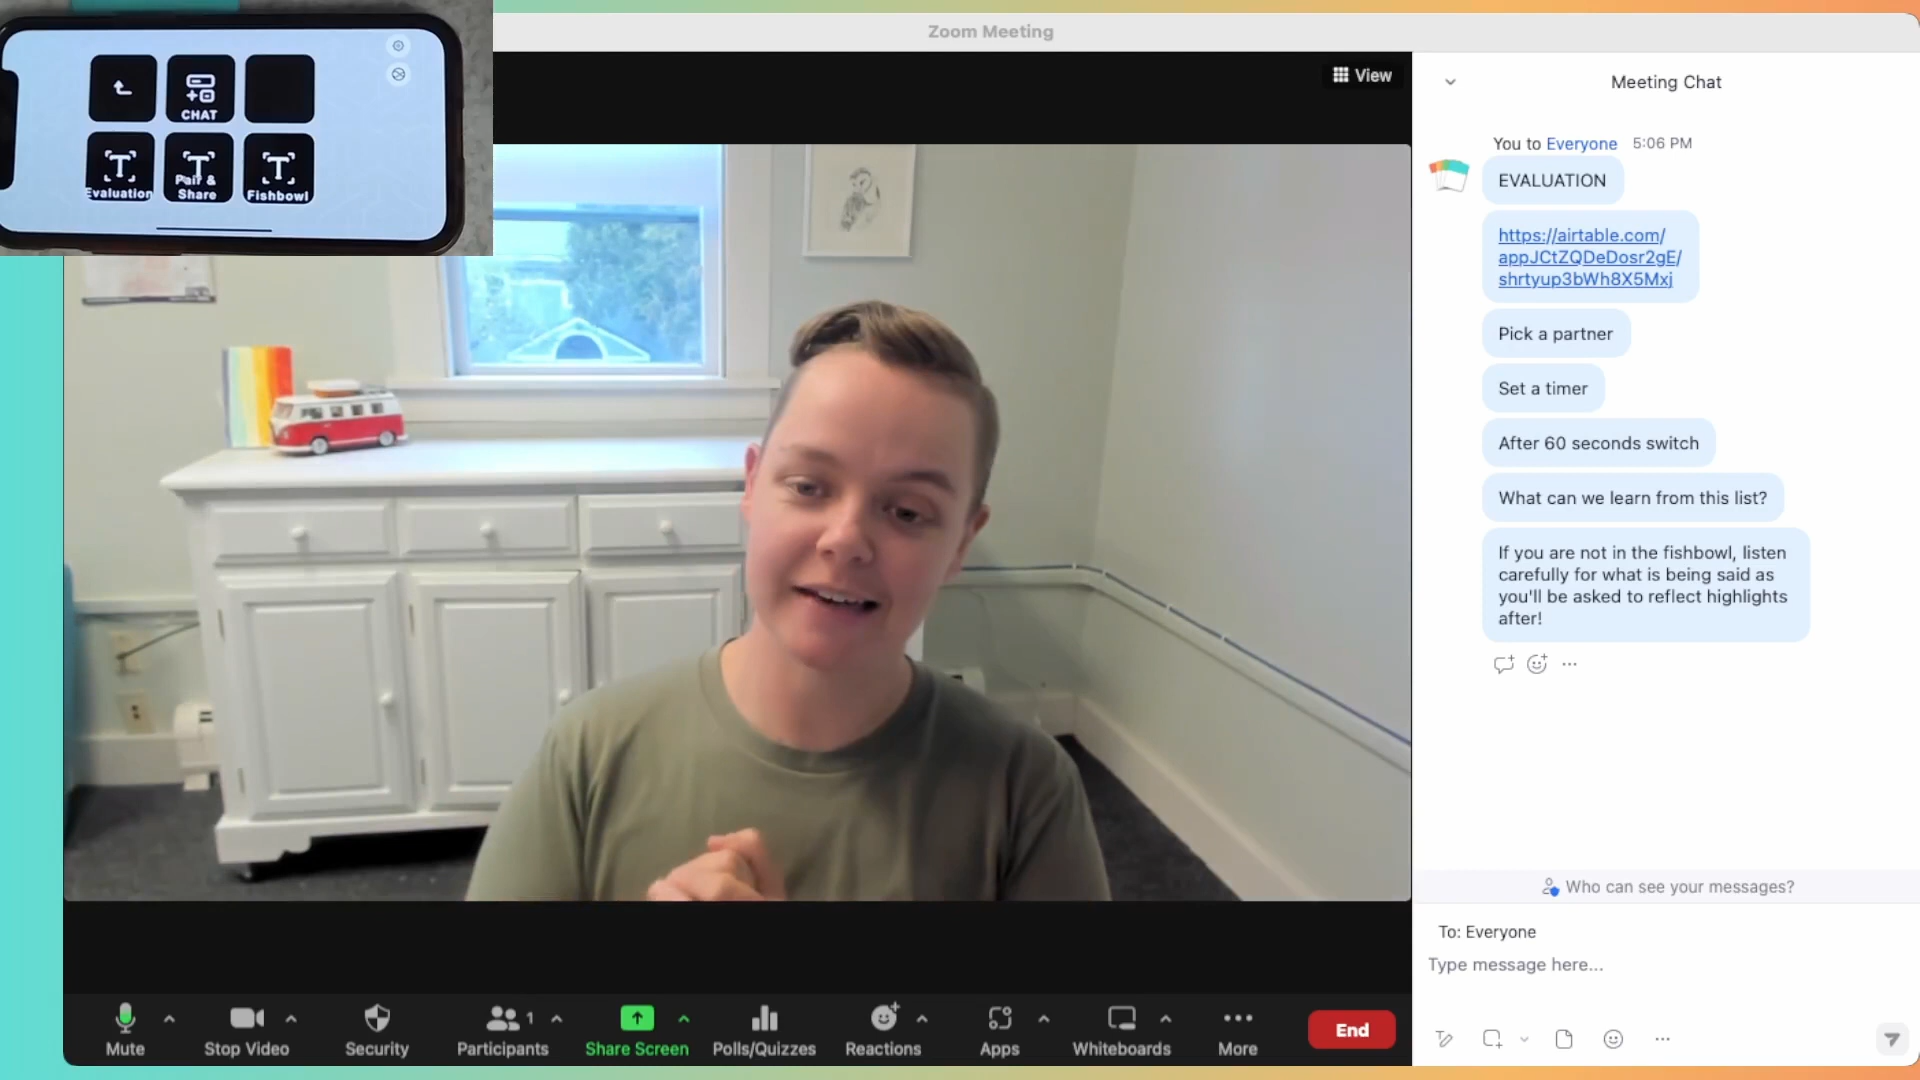 CHAT
Evaluation
Pair &
Share
Fishbowl
Zoom Meeting
View
Meeting Chat
You to Everyone 5:06 PM
EVALUATION
https://airtable.com/
appJCtZQDeDosr2gE/
shrtyup3bWh8X5Mxj
Pick a partner
Set a timer
After 60 seconds switch
What can we learn from this list?
If you are not in the fishbowl, listen
carefully for what is being said as
you'll be asked to reflect highlights
after!
Who can see your messages?
To: Everyone
Type message here...
Mute
Stop Video
Security
1
Participants
Share Screen
Polls/Quizzes
Reactions
Apps
Whiteboards
More
End